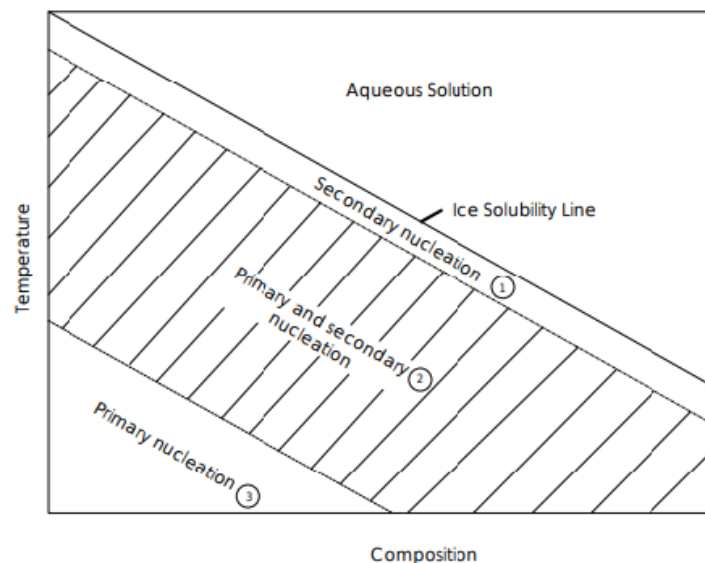 Aqueous Solution
Ice Solubility Line
Secondary nucleation ①
Primary and secondary
nucleation ②
Primary nucleation ③
Temperature
Composition